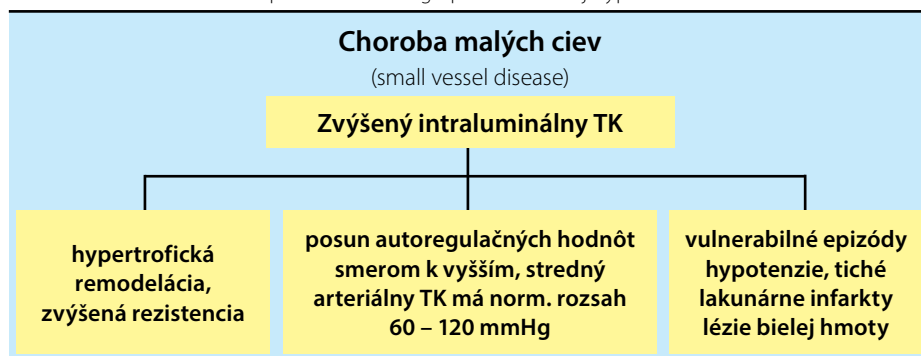 Choroba malých ciev
(small vessel disease)
Zvýšený intraluminálny TK
hypertrofická
remodelácia,
zvýšená rezistencia
posun autoregulačných hodnôt
smerom k vyšším, stredný
arteriálny TK má norm. rozsah
60 – 120 mmHg
vulnerabilné epizódy
hypotenzie, tiché
lakunárne infarkty
lézie bielej hmoty